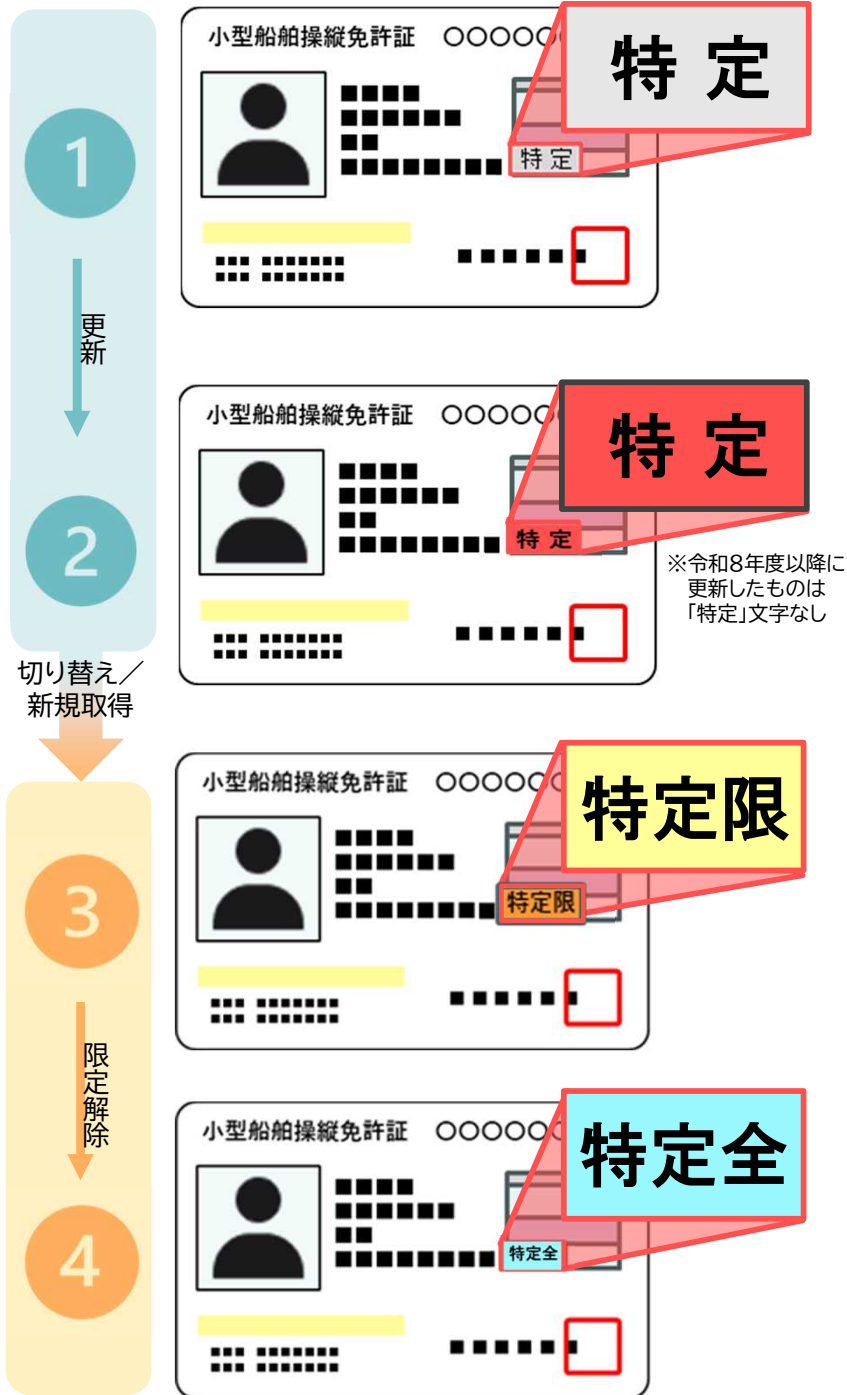 1
小型船舶操縦免許証 〇〇〇〇〇
特 定
特 定
更新
2
小型船舶操縦免許証 〇〇〇〇〇
特 定
特 定
※令和8年度以降に
更新したものは
「特定」文字なし
切り替え／
新規取得
3
小型船舶操縦免許証 〇〇〇〇〇
特定限
特定限
限定解除
4
小型船舶操縦免許証 〇〇〇〇〇
特定全
特定全